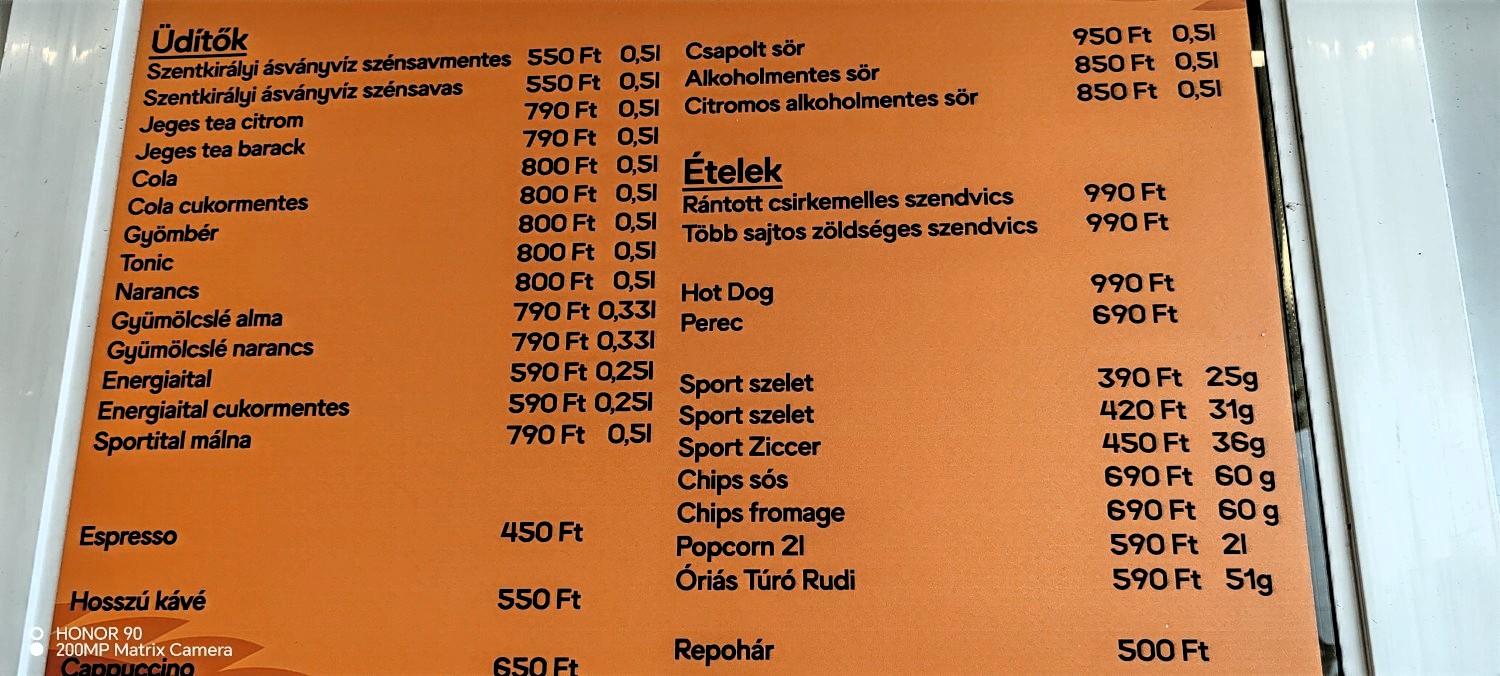 Üdítők
Szentkirályi ásványvíz szénsavmentes 550 Ft 0,5l
Szentkirályi ásványvíz szénsavas 550 Ft 0,5l
Jeges tea citrom 790 Ft 0,5l
Jeges tea barack 790 Ft 0,5l
Cola 800 Ft 0,5l
Cola cukormentes 800 Ft 0,5l
Gyömbér 800 Ft 0,5l
Tonic 800 Ft 0,5l
Narancs 800 Ft 0,5l
Gyümölcslé alma 790 Ft 0,33l
Gyümölcslé narancs 790 Ft 0,33l
Energiaital 590 Ft 0,25l
Energiaital cukormentes 590 Ft 0,25l
Sportital málna 790 Ft 0,5l
Espresso 450 Ft
Hosszú kávé 550 Ft
Cappuccino 650 Ft
Csapolt sör 950 Ft 0,5l
Alkoholmentes sör 850 Ft 0,5l
Citromos alkoholmentes sör 850 Ft 0,5l
Ételek
Rántott csirkemelles szendvics 990 Ft
Több sajtos zöldséges szendvics 990 Ft
Hot Dog 990 Ft
Perec 690 Ft
Sport szelet 390 Ft 25g
Sport szelet 420 Ft 31g
Sport Ziccer 450 Ft 36g
Chips sós 690 Ft 60 g
Chips fromage 690 Ft 60 g
Popcorn 2l 590 Ft 2l
Óriás Túró Rudi 590 Ft 51g
Repohár 500 Ft
HONOR 90
200MP Matrix Camera